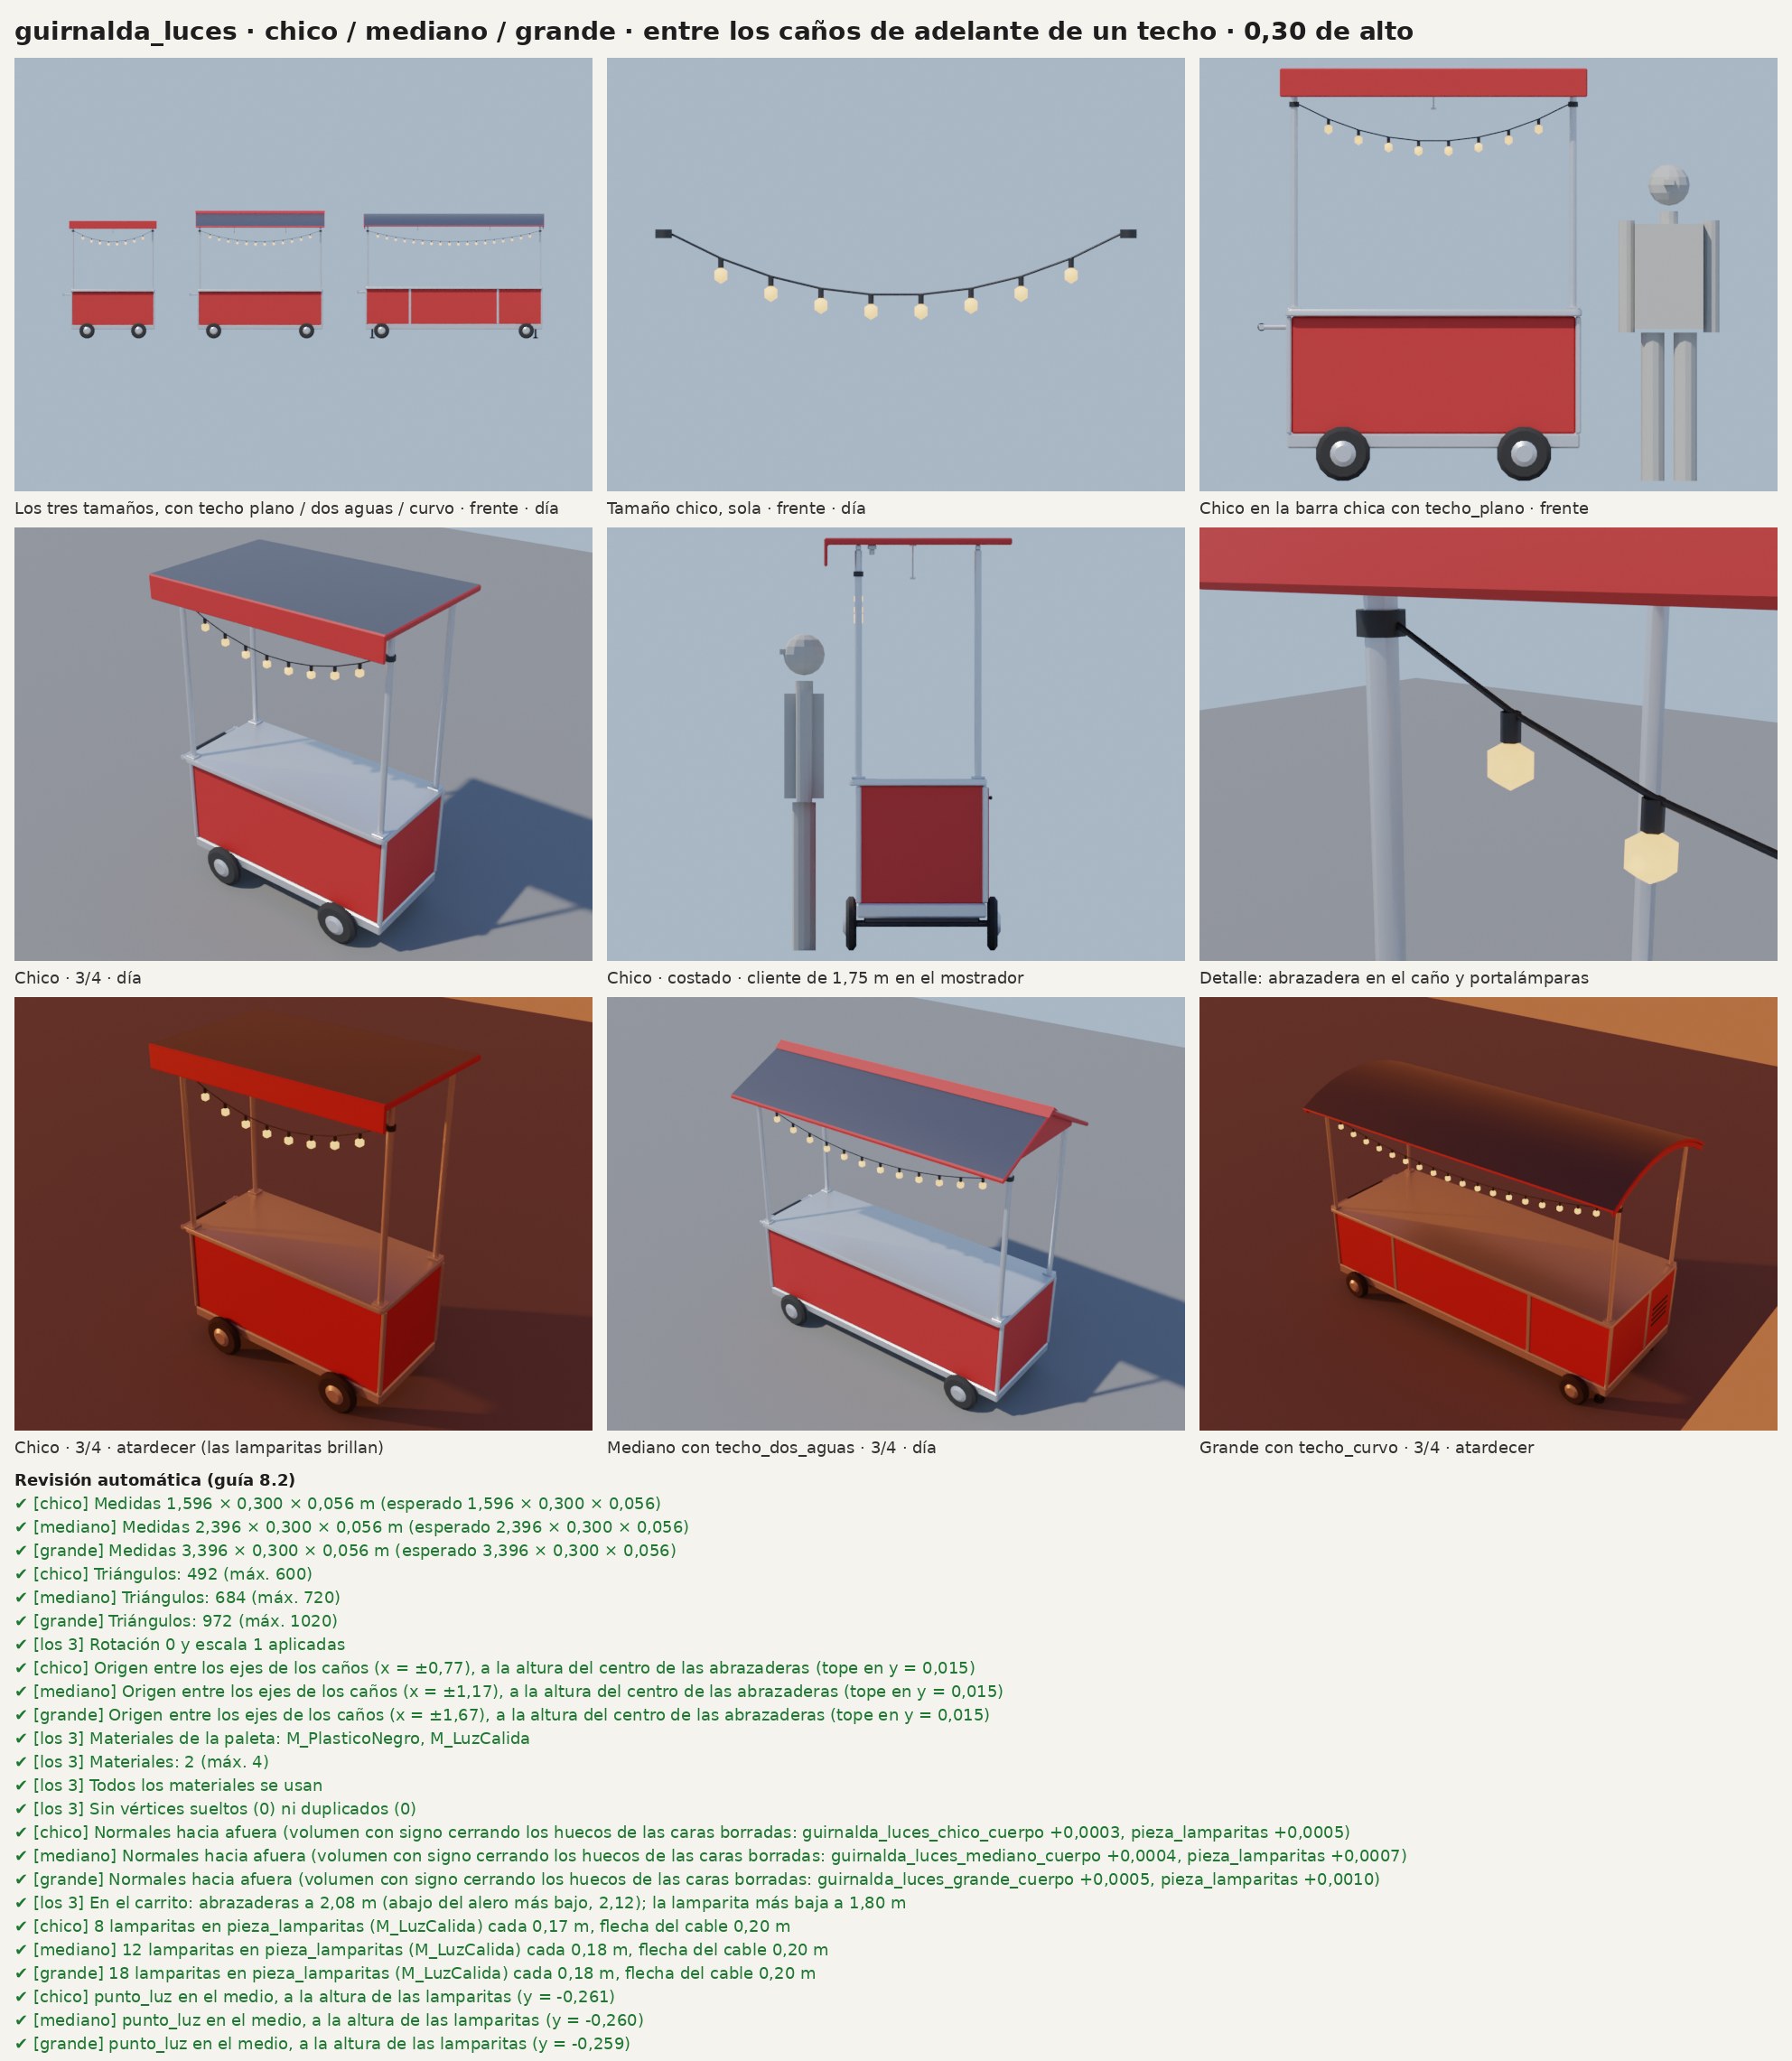 guirnalda_luces · chico / mediano / grande · entre los caños de adelante de un techo · 0,30 de alto
Los tres tamaños, con techo plano / dos aguas / curvo · frente · día
Tamaño chico, sola · frente · día
Chico en la barra chica con techo_plano · frente
Chico · 3/4 · día
Chico · costado · cliente de 1,75 m en el mostrador
Detalle: abrazadera en el caño y portalámparas
Chico · 3/4 · atardecer (las lamparitas brillan)
Mediano con techo_dos_aguas · 3/4 · día
Grande con techo_curvo · 3/4 · atardecer
Revisión automática (guía 8.2)
✔ [chico] Medidas 1,596 × 0,300 × 0,056 m (esperado 1,596 × 0,300 × 0,056)
✔ [mediano] Medidas 2,396 × 0,300 × 0,056 m (esperado 2,396 × 0,300 × 0,056)
✔ [grande] Medidas 3,396 × 0,300 × 0,056 m (esperado 3,396 × 0,300 × 0,056)
✔ [chico] Triángulos: 492 (máx. 600)
✔ [mediano] Triángulos: 684 (máx. 720)
✔ [grande] Triángulos: 972 (máx. 1020)
✔ [los 3] Rotación 0 y escala 1 aplicadas
✔ [chico] Origen entre los ejes de los caños (x = ±0,77), a la altura del centro de las abrazaderas (tope en y = 0,015)
✔ [mediano] Origen entre los ejes de los caños (x = ±1,17), a la altura del centro de las abrazaderas (tope en y = 0,015)
✔ [grande] Origen entre los ejes de los caños (x = ±1,67), a la altura del centro de las abrazaderas (tope en y = 0,015)
✔ [los 3] Materiales de la paleta: M_PlasticoNegro, M_LuzCalida
✔ [los 3] Materiales: 2 (máx. 4)
✔ [los 3] Todos los materiales se usan
✔ [los 3] Sin vértices sueltos (0) ni duplicados (0)
✔ [chico] Normales hacia afuera (volumen con signo cerrando los huecos de las caras borradas: guirnalda_luces_chico_cuerpo +0,0003, pieza_lamparitas +0,0005)
✔ [mediano] Normales hacia afuera (volumen con signo cerrando los huecos de las caras borradas: guirnalda_luces_mediano_cuerpo +0,0004, pieza_lamparitas +0,0007)
✔ [grande] Normales hacia afuera (volumen con signo cerrando los huecos de las caras borradas: guirnalda_luces_grande_cuerpo +0,0005, pieza_lamparitas +0,0010)
✔ [los 3] En el carrito: abrazaderas a 2,08 m (abajo del alero más bajo, 2,12); la lamparita más baja a 1,80 m
✔ [chico] 8 lamparitas en pieza_lamparitas (M_LuzCalida) cada 0,17 m, flecha del cable 0,20 m
✔ [mediano] 12 lamparitas en pieza_lamparitas (M_LuzCalida) cada 0,18 m, flecha del cable 0,20 m
✔ [grande] 18 lamparitas en pieza_lamparitas (M_LuzCalida) cada 0,18 m, flecha del cable 0,20 m
✔ [chico] punto_luz en el medio, a la altura de las lamparitas (y = -0,261)
✔ [mediano] punto_luz en el medio, a la altura de las lamparitas (y = -0,260)
✔ [grande] punto_luz en el medio, a la altura de las lamparitas (y = -0,259)